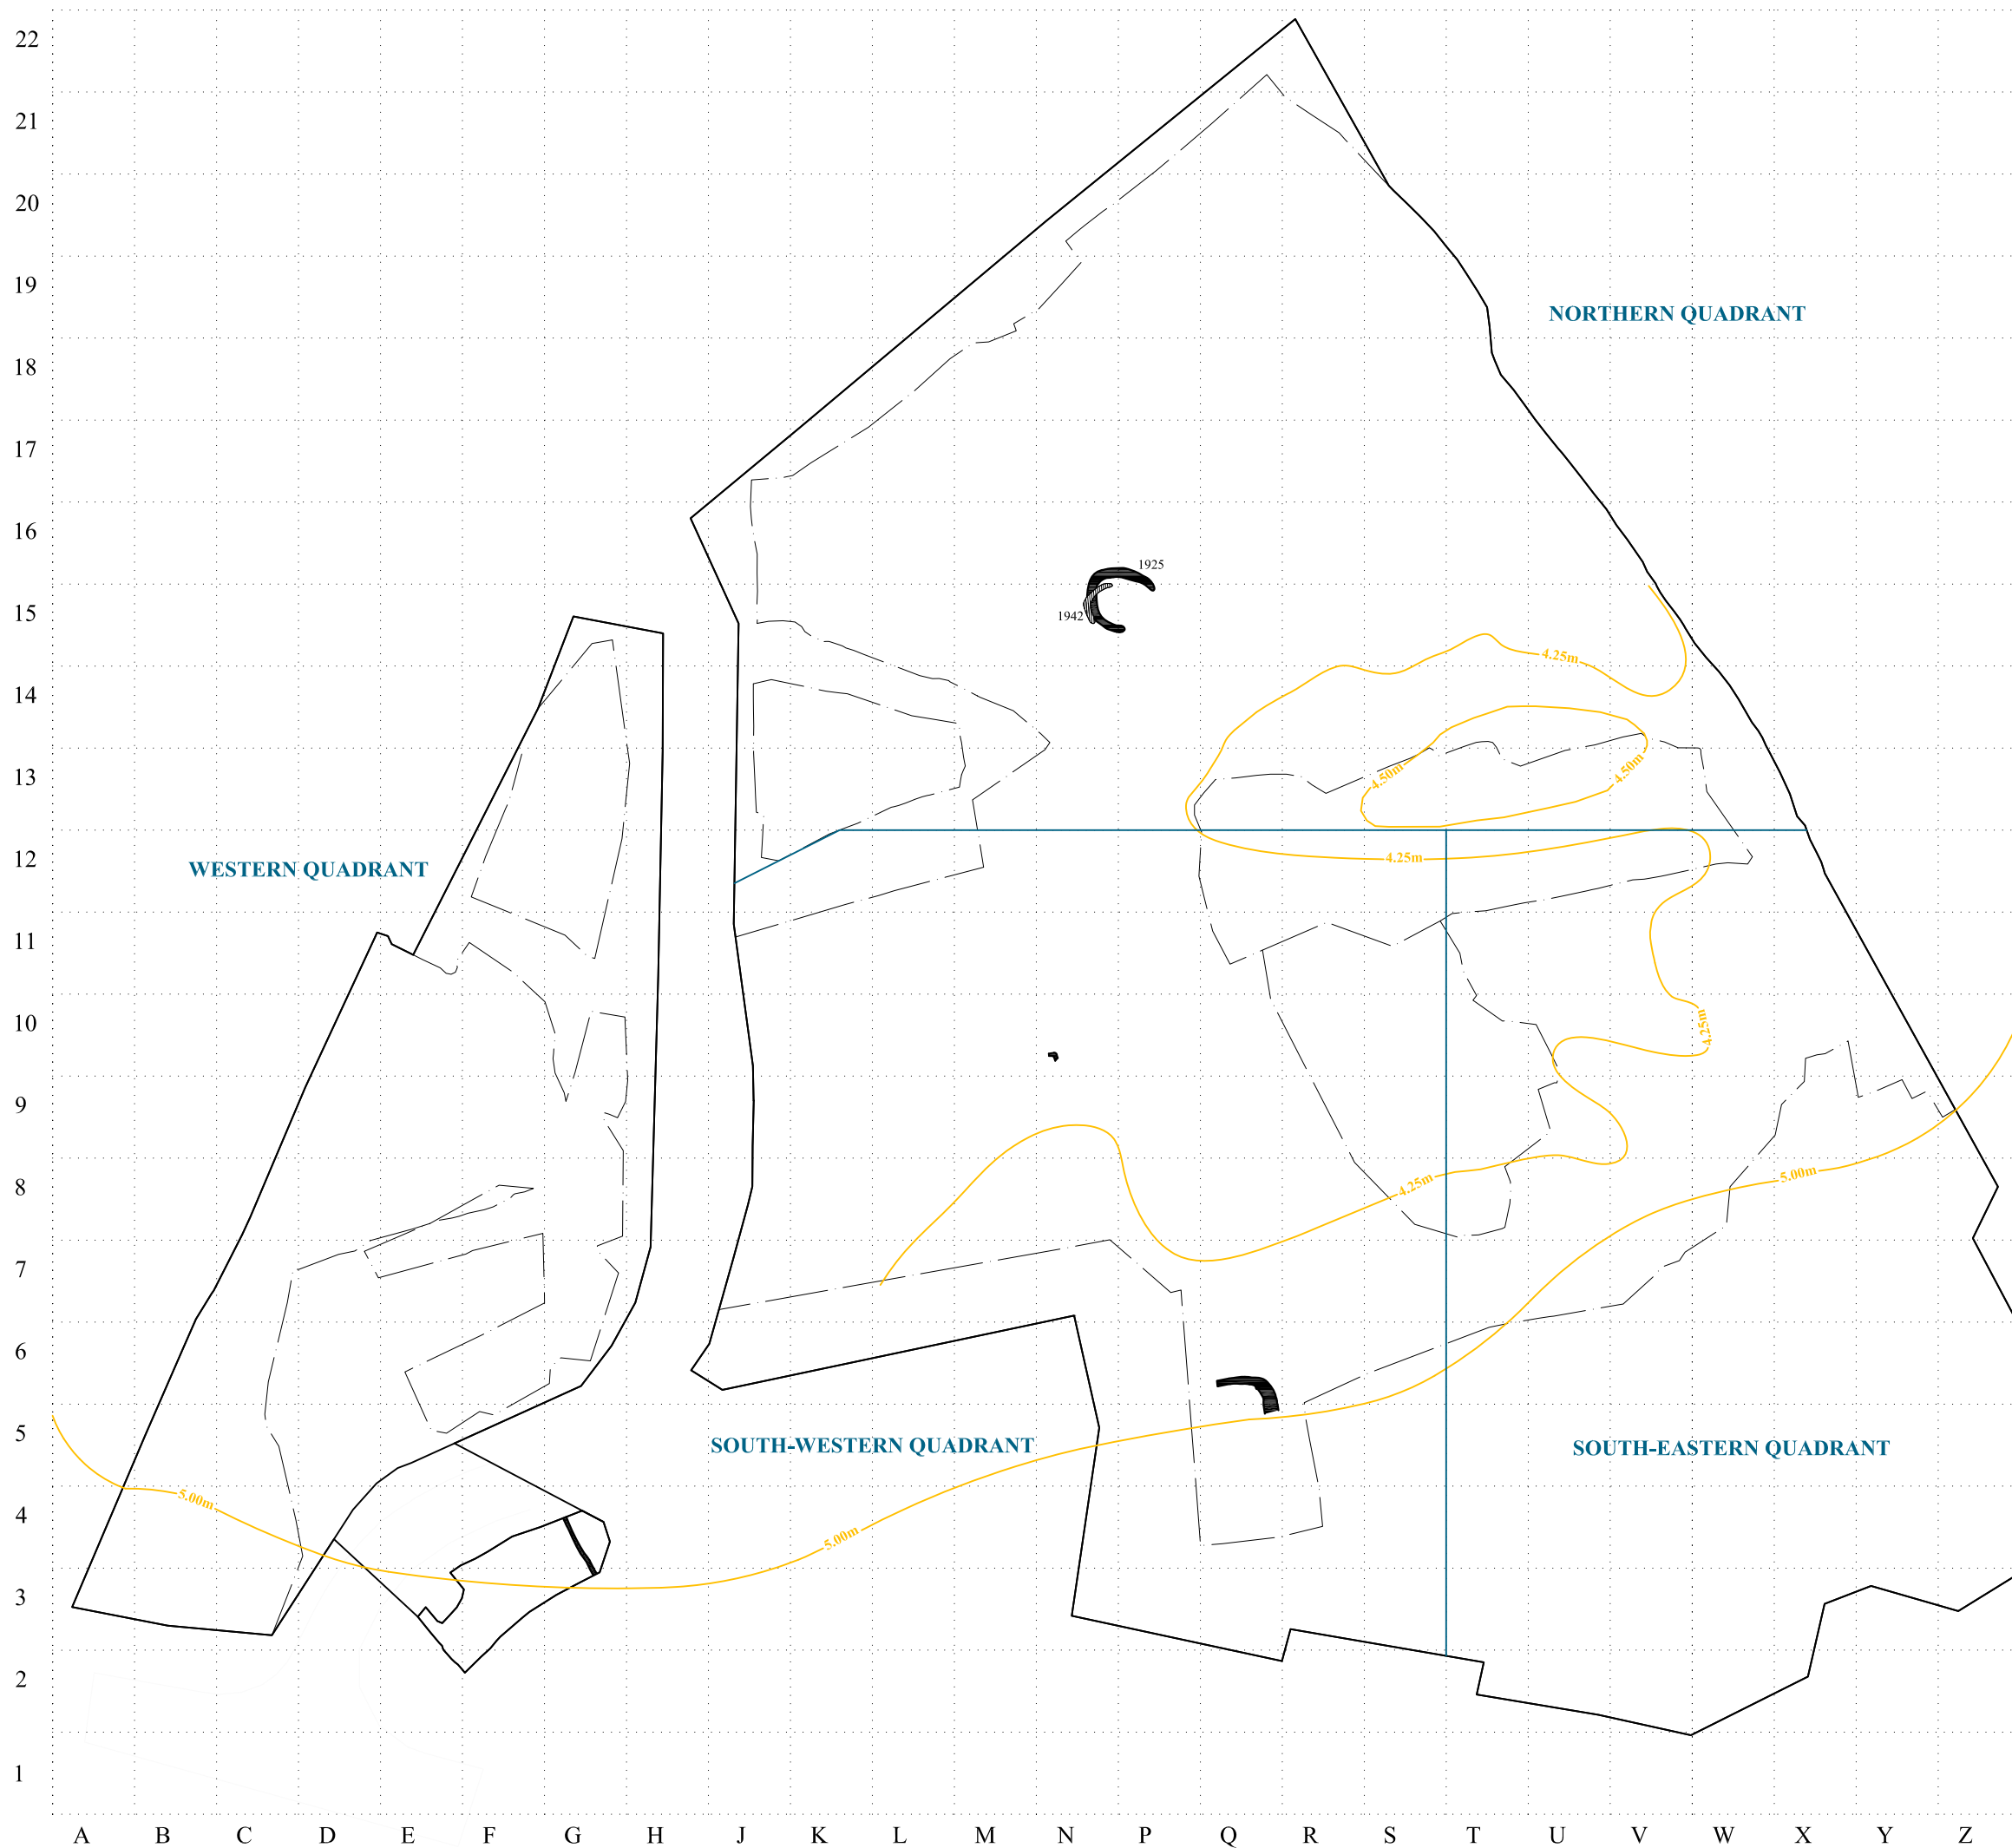 22
21
20
19
NORTHERN QUADRANT
18
17
16
1925
15
1942
4.25m
14
13
4.50m
4.50m
12
WESTERN QUADRANT
4.25m
11
10
4.25m
9
8
4.25m
5.00m
7
6
5
SOUTH-WESTERN QUADRANT
SOUTH-EASTERN QUADRANT
4
5.00m
5.00m
3
2
1
A B C D E F G H J K L M N P Q R S T U V W X Y Z